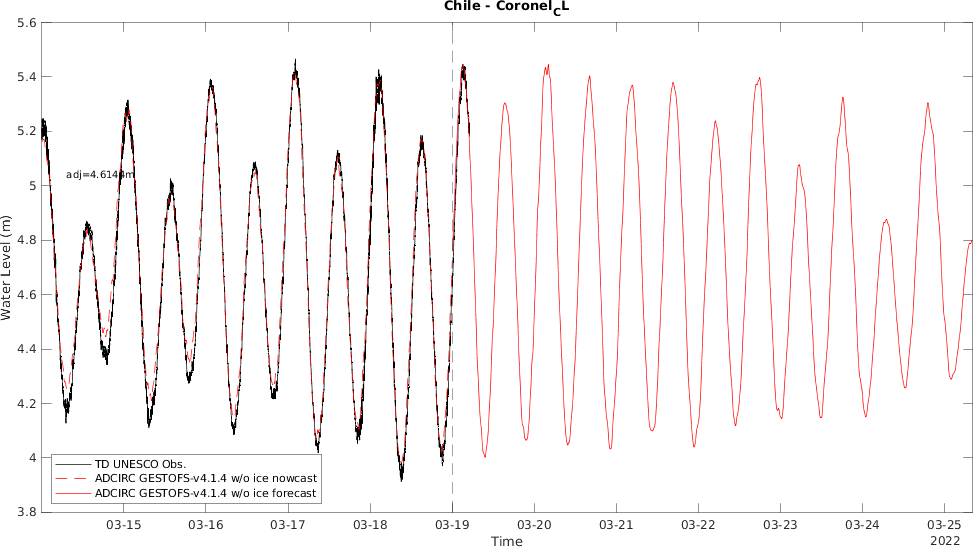 Chile - Coronel_CL
5.6
5.4
5.2
5
4.8
4.6
4.4
4.2
4
3.8
Water Level (m)
adj=4.6144m
TD UNESCO Obs.
ADCIRC GESTOFS-v4.1.4 w/o ice nowcast
ADCIRC GESTOFS-v4.1.4 w/o ice forecast
03-15 03-16 03-17 03-18 03-19 03-20 03-21 03-22 03-23 03-24 03-25
Time
2022